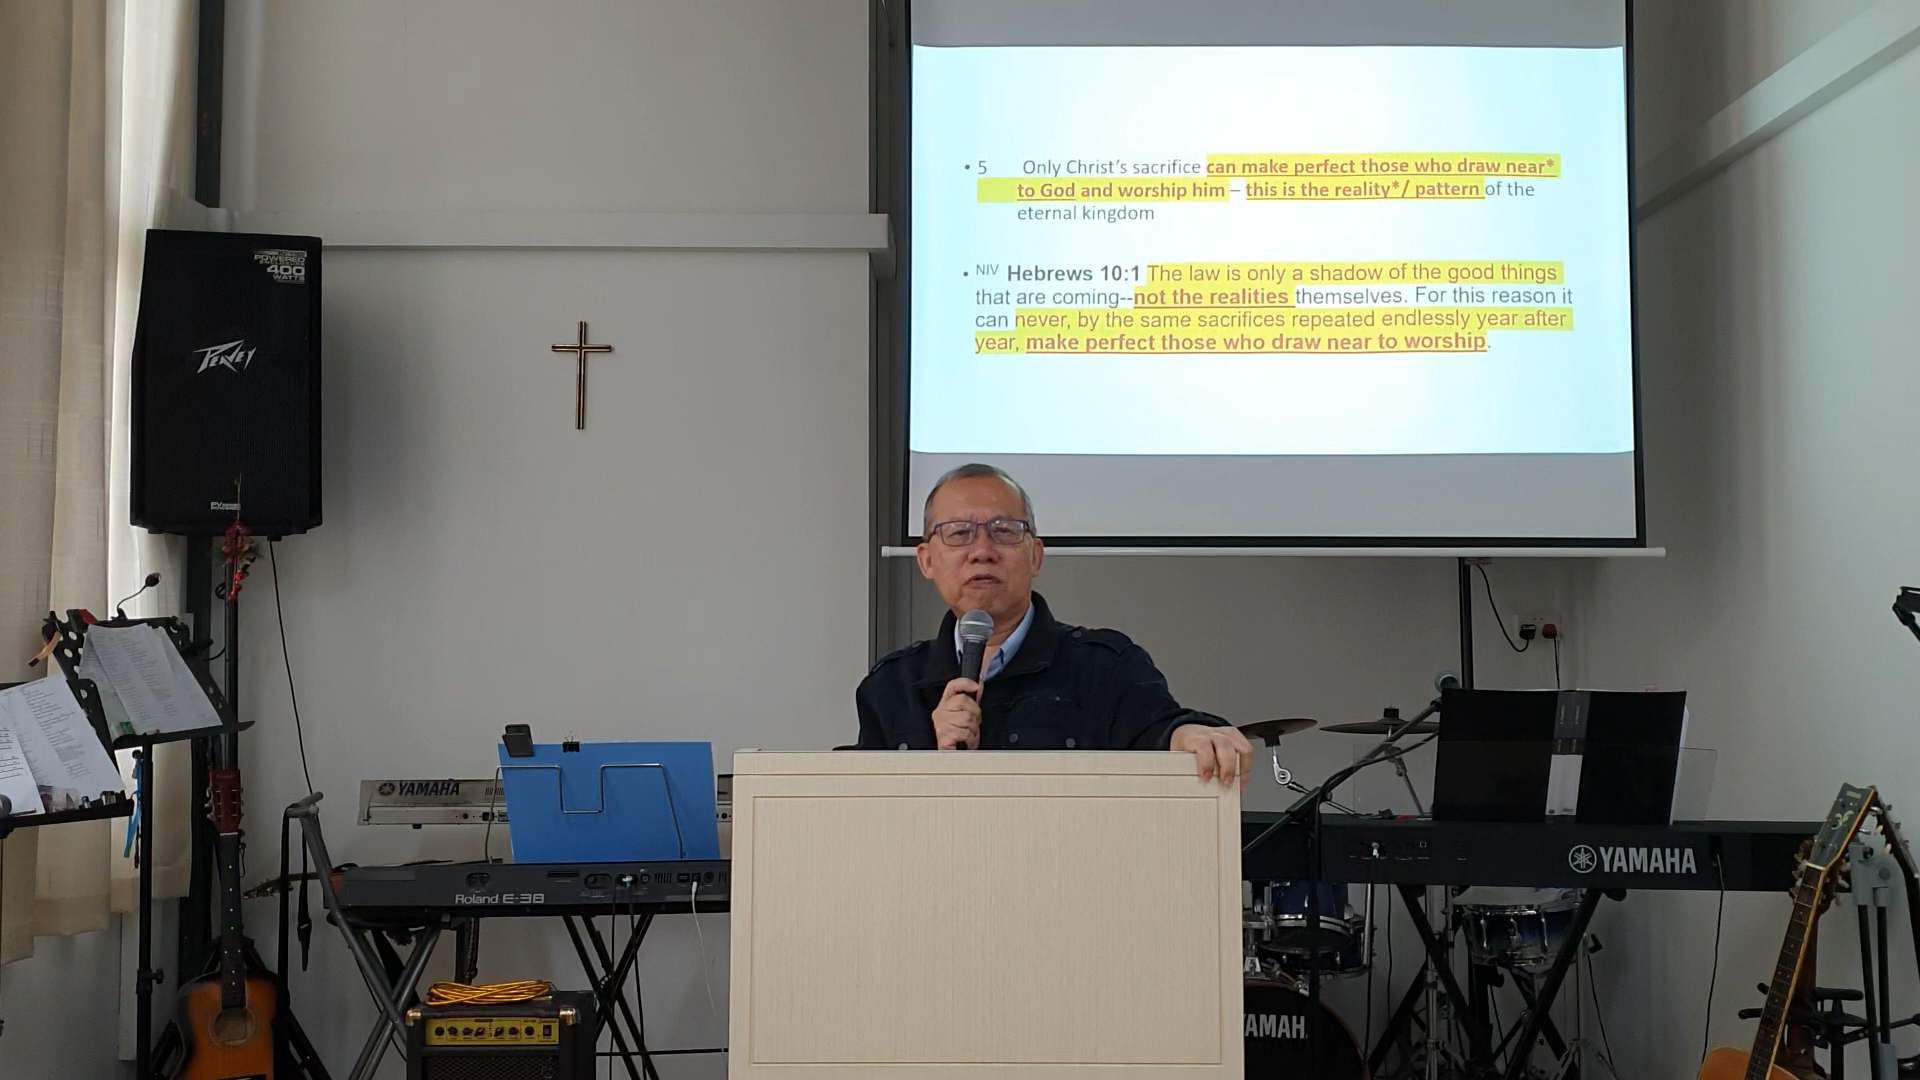 • 5 Only Christ's sacrifice can make perfect those who draw near*
to God and worship him – this is the reality*/ pattern of the
eternal kingdom
• NIV Hebrews 10:1 The law is only a shadow of the good things
that are coming--not the realities themselves. For this reason it
can never, by the same sacrifices repeated endlessly year after
year, make perfect those who draw near to worship.
POWERED
400
WATTS
PEAVEY
YAMAHA
Roland E-38
YAMAHA
YAMAH